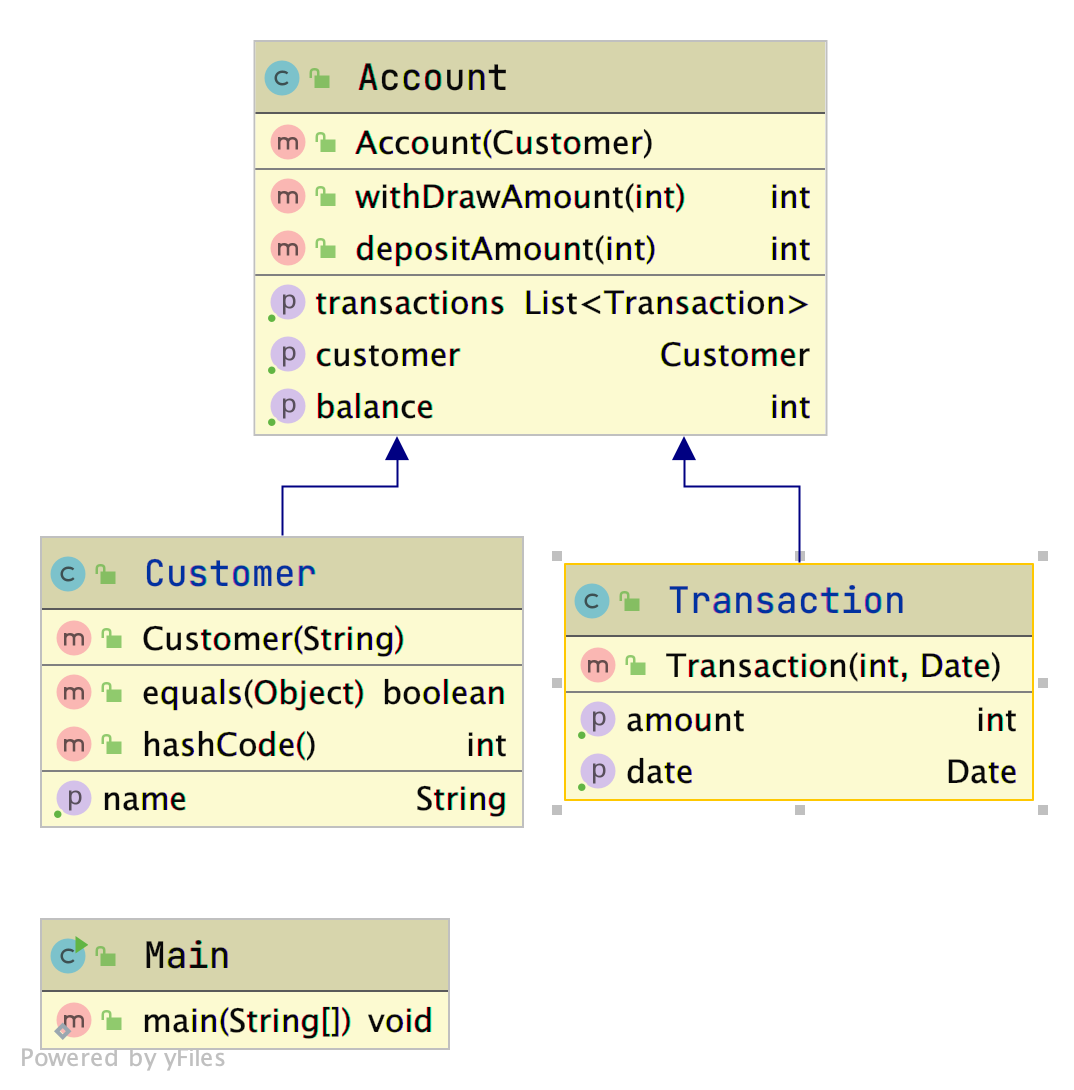 Account
Account(Customer)
withDrawAmount(int) int
depositAmount(int) int
transactions List<Transaction>
customer Customer
balance int
Customer
Customer(String)
equals(Object) boolean
hashCode() int
name String
Transaction
Transaction(int, Date)
amount int
date Date
Main
main(String[]) void
Powered by yFiles